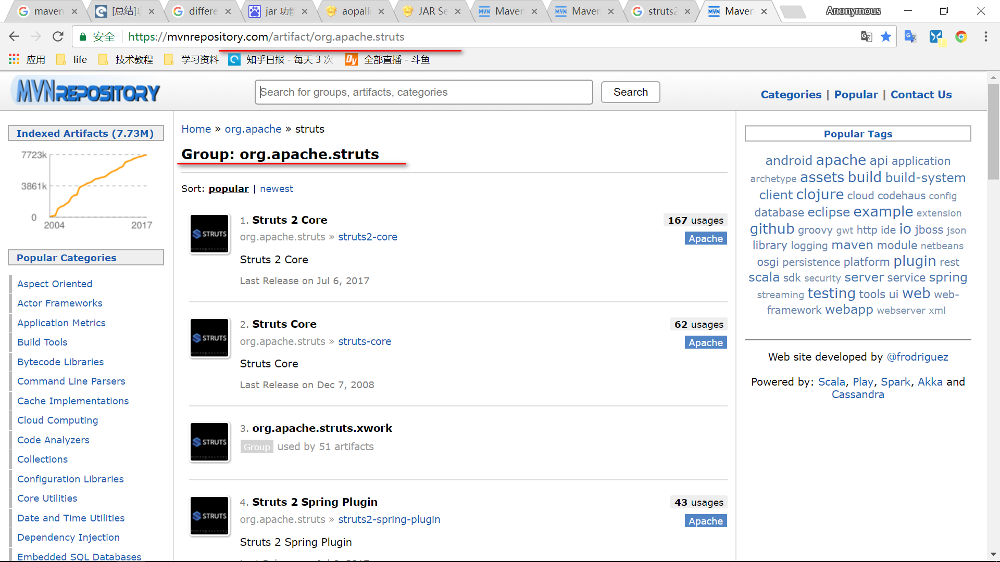 maven
[总结]项
differe
jar 功能
aopalli
JAR Se
Maven
Maven
struts2
Maven
Anonymous
安全
https://mvnrepository.com/artifact/org.apache.struts
应用
life
技术教程
学习资料
知乎日报 - 每天 3 次
全部直播 - 斗鱼
MVNREPOSITORY
Search for groups, artifacts, categories
Search
Categories | Popular | Contact Us
Indexed Artifacts (7.73M)
7723k
3861k
0
2004
2017
Popular Categories
Aspect Oriented
Actor Frameworks
Application Metrics
Build Tools
Bytecode Libraries
Command Line Parsers
Cache Implementations
Cloud Computing
Code Analyzers
Collections
Configuration Libraries
Core Utilities
Date and Time Utilities
Dependency Injection
Embedded SQL Databases
Home » org.apache » struts
Group: org.apache.struts
Sort: popular | newest
STRUTS
1. Struts 2 Core
167 usages
org.apache.struts » struts2-core
Apache
Struts 2 Core
Last Release on Jul 6, 2017
STRUTS
2. Struts Core
62 usages
org.apache.struts » struts-core
Apache
Struts Core
Last Release on Dec 7, 2008
STRUTS
3. org.apache.struts.xwork
Group used by 51 artifacts
STRUTS
4. Struts 2 Spring Plugin
43 usages
org.apache.struts » struts2-spring-plugin
Apache
Struts 2 Spring Plugin
Popular Tags
android apache api application
archetype assets build build-system
client clojure cloud codehaus config
database eclipse example extension
github groovy gwt http ide io jboss json
library logging maven module netbeans
osgi persistence platform plugin rest
scala sdk security server service spring
streaming testing tools ui web web-
framework webapp webserver xml
Web site developed by @frodriguez
Powered by: Scala, Play, Spark, Akka and
Cassandra